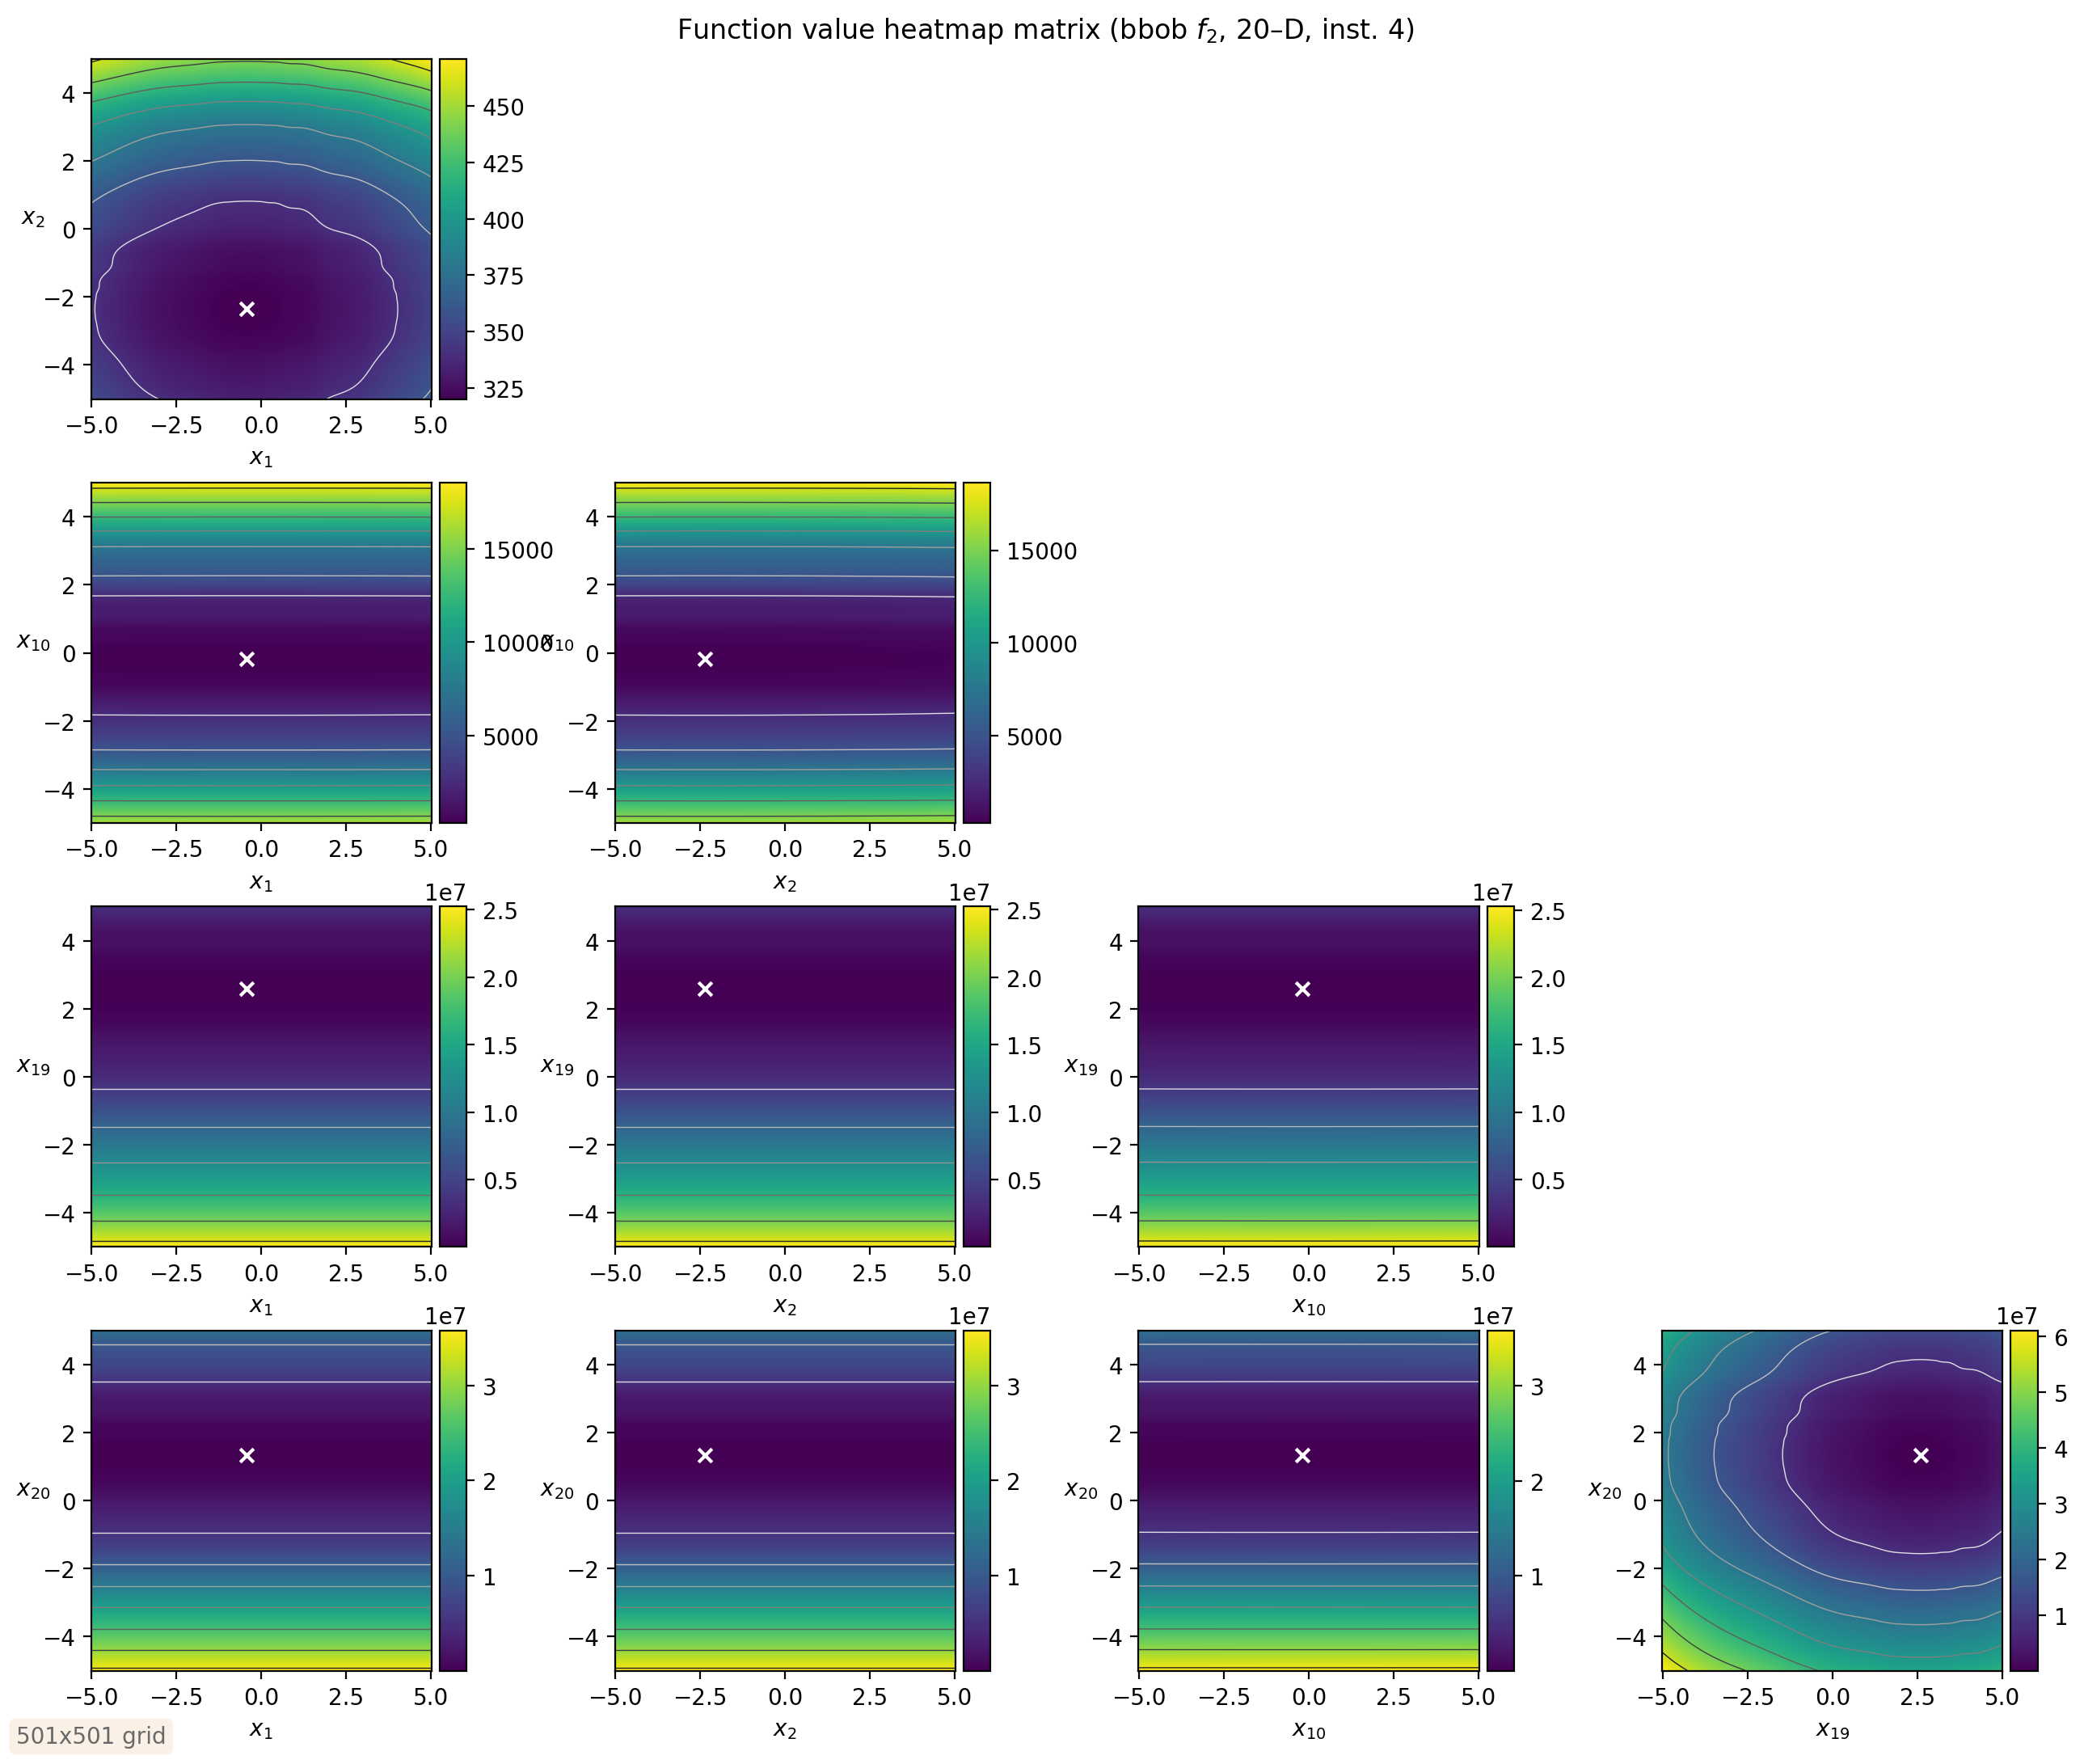 Function value heatmap matrix (bbob f₂, 20–D, inst. 4)
4
2
0
−2
−4
x₂
−5.0 −2.5 0.0 2.5 5.0
x₁
450
425
400
375
350
325
4
2
0
−2
−4
x₁₀
−5.0 −2.5 0.0 2.5 5.0
x₁
15000
10000
5000
4
2
0
−2
−4
x₁₀
−5.0 −2.5 0.0 2.5 5.0
x₂
15000
10000
5000
4
2
0
−2
−4
x₁₉
−5.0 −2.5 0.0 2.5 5.0
x₁
1e7
2.5
2.0
1.5
1.0
0.5
4
2
0
−2
−4
x₁₉
−5.0 −2.5 0.0 2.5 5.0
x₂
1e7
2.5
2.0
1.5
1.0
0.5
4
2
0
−2
−4
x₁₉
−5.0 −2.5 0.0 2.5 5.0
x₁₀
1e7
2.5
2.0
1.5
1.0
0.5
4
2
0
−2
−4
x₂₀
−5.0 −2.5 0.0 2.5 5.0
x₁
1e7
3
2
1
4
2
0
−2
−4
x₂₀
−5.0 −2.5 0.0 2.5 5.0
x₂
1e7
3
2
1
4
2
0
−2
−4
x₂₀
−5.0 −2.5 0.0 2.5 5.0
x₁₀
1e7
3
2
1
4
2
0
−2
−4
x₂₀
−5.0 −2.5 0.0 2.5 5.0
x₁₉
1e7
6
5
4
3
2
1
501x501 grid